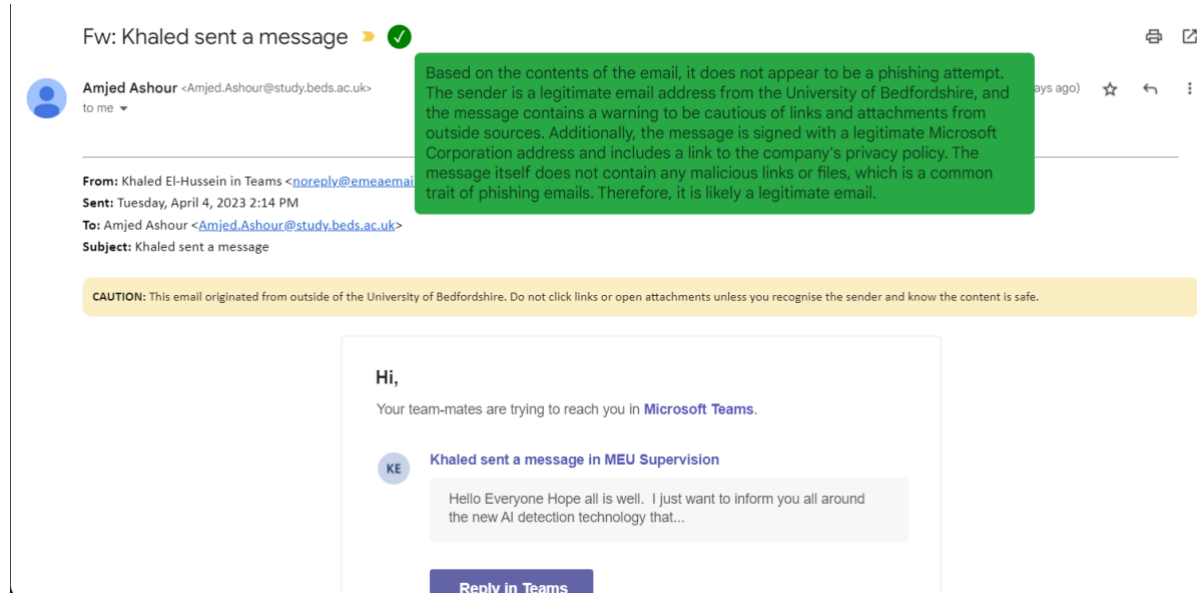 Fw: Khaled sent a message
Based on the contents of the email, it does not appear to be a phishing attempt.
The sender is a legitimate email address from the University of Bedfordshire, and
the message contains a warning to be cautious of links and attachments from
outside sources. Additionally, the message is signed with a legitimate Microsoft
Corporation address and includes a link to the company's privacy policy. The
message itself does not contain any malicious links or files, which is a common
trait of phishing emails. Therefore, it is likely a legitimate email.
Amjed Ashour <Amjed.Ashour@study.beds.ac.uk>
ago)
to me
From: Khaled El-Hussein in Teams <noreply@emeaemai
Sent: Tuesday, April 4, 2023 2:14 PM
To: Amjed Ashour <Amjed.Ashour@study.beds.ac.uk>
Subject: Khaled sent a message
CAUTION: This email originated from outside of the University of Bedfordshire. Do not click links or open attachments unless you recognise the sender and know the content is safe.
Hi,
Your team-mates are trying to reach you in Microsoft Teams.
KE
Khaled sent a message in MEU Supervision
Hello Everyone Hope all is well. I just want to inform you all around
the new AI detection technology that...
Reply in Teams